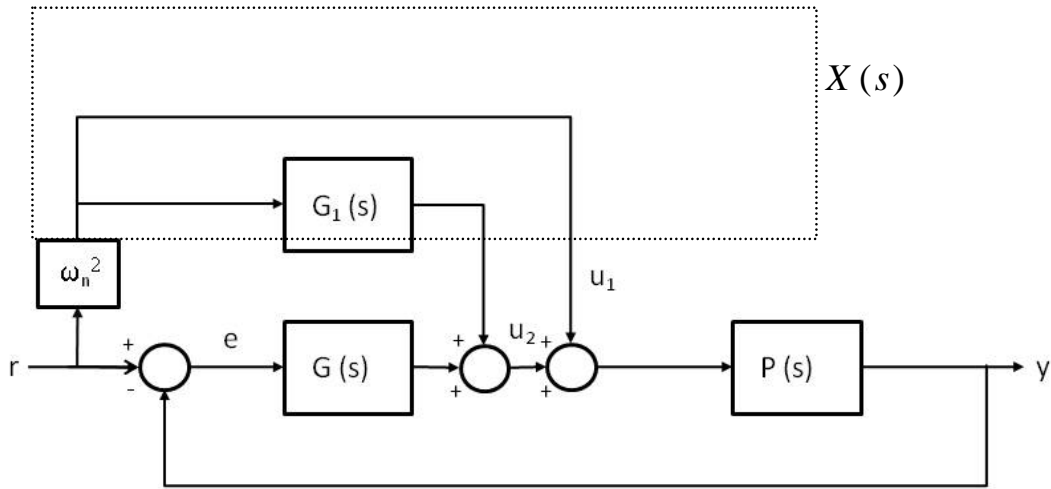 X (s)
G₁ (s)
ωₙ²
u₁
+
+
r
+
-
e
G (s)
+
+
u₂
+
+
P (s)
y